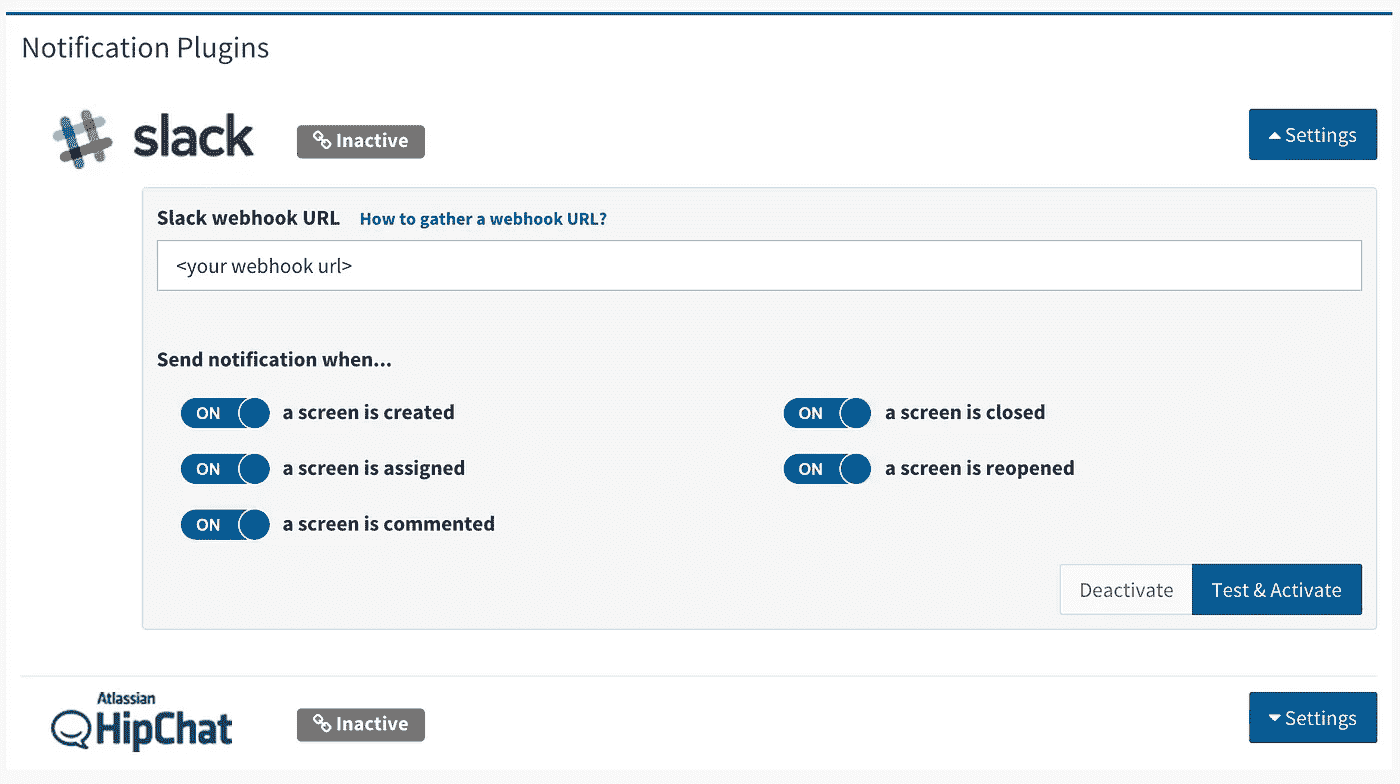 Notification Plugins
slack Inactive Settings
Slack webhook URL How to gather a webhook URL?
<your webhook url>
Send notification when...
ON a screen is created ON a screen is closed
ON a screen is assigned ON a screen is reopened
ON a screen is commented
Deactivate Test & Activate
Atlassian
HipChat Inactive Settings